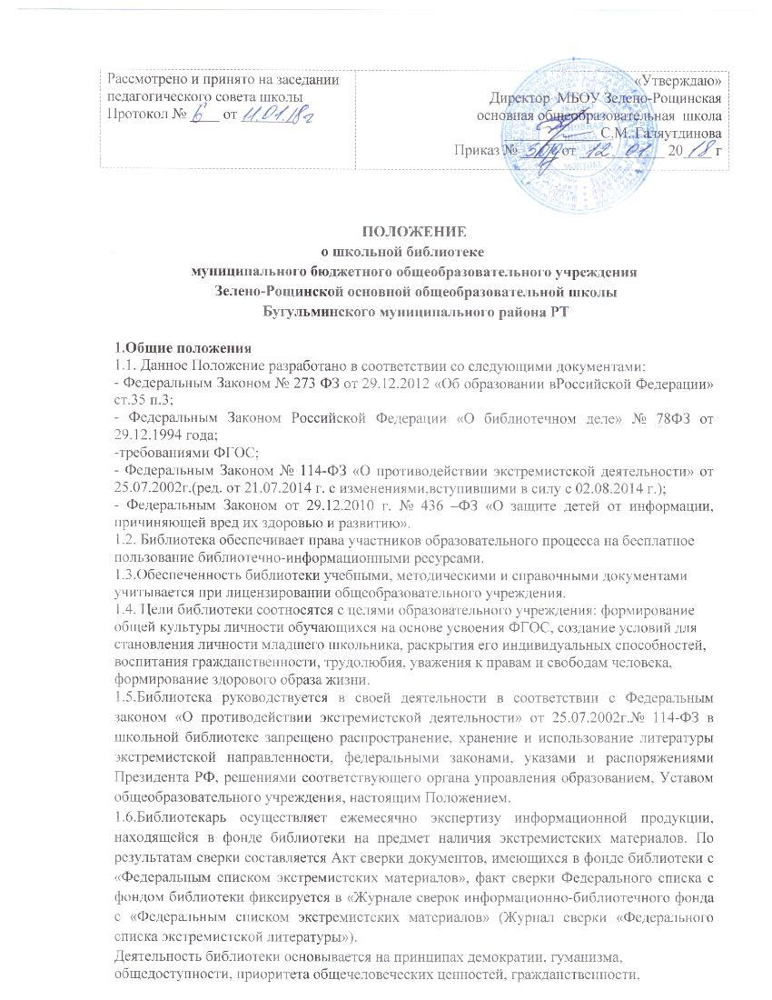 Рассмотрено и принято на заседании
педагогического совета школы
Протокол № 6 от 11.01.18г
«Утверждаю»
Директор МБОУ Зелено-Рощинская
основная общеобразовательная школа
С.М. Галяутдинова
Приказ № от 12 01 2018 г
ПОЛОЖЕНИЕ
о школьной библиотеке
муниципального бюджетного общеобразовательного учреждения
Зелено-Рощинской основной общеобразовательной школы
Бугульминского муниципального района РТ
1.Общие положения
1.1. Данное Положение разработано в соответствии со следующими документами:
- Федеральным Законом № 273 ФЗ от 29.12.2012 «Об образовании вРоссийской Федерации»
ст.35 п.3;
- Федеральным Законом Российской Федерации «О библиотечном деле» № 78ФЗ от
29.12.1994 года;
-требованиями ФГОС;
- Федеральным Законом № 114-ФЗ «О противодействии экстремистской деятельности» от
25.07.2002г.(ред. от 21.07.2014 г. с изменениями,вступившими в силу с 02.08.2014 г.);
- Федеральным Законом от 29.12.2010 г. № 436 –ФЗ «О защите детей от информации,
причиняющей вред их здоровью и развитию».
1.2. Библиотека обеспечивает права участников образовательного процесса на бесплатное
пользование библиотечно-информационными ресурсами.
1.3.Обеспеченность библиотеки учебными, методическими и справочными документами
учитывается при лицензировании общеобразовательного учреждения.
1.4. Цели библиотеки соотносятся с целями образовательного учреждения: формирование
общей культуры личности обучающихся на основе усвоения ФГОС, создание условий для
становления личности младшего школьника, раскрытия его индивидуальных способностей,
воспитания гражданственности, трудолюбия, уважения к правам и свободам человека,
формирование здорового образа жизни.
1.5.Библиотека руководствуется в своей деятельности в соответствии с Федеральным
законом «О противодействии экстремистской деятельности» от 25.07.2002г.№ 114-ФЗ в
школьной библиотеке запрещено распространение, хранение и использование литературы
экстремистской направленности, федеральными законами, указами и распоряжениями
Президента РФ, решениями соответствующего органа упроавления образованием, Уставом
общеобразовательного учреждения, настоящим Положением.
1.6.Библиотекарь осуществляет ежемесячно экспертизу информационной продукции,
находящейся в фонде библиотеки на предмет наличия экстремистских материалов. По
результатам сверки составляется Акт сверки документов, имеющихся в фонде библиотеки с
«Федеральным списком экстремистских материалов», факт сверки Федерального списка с
фондом библиотеки фиксируется в «Журнале сверок информационно-библиотечного фонда
с «Федеральным списком экстремистских материалов» (Журнал сверки «Федерального
списка экстремистской литературы»).
Деятельность библиотеки основывается на принципах демократии, гуманизма,
общедоступности, приоритета общечеловеческих ценностей, гражданственности,